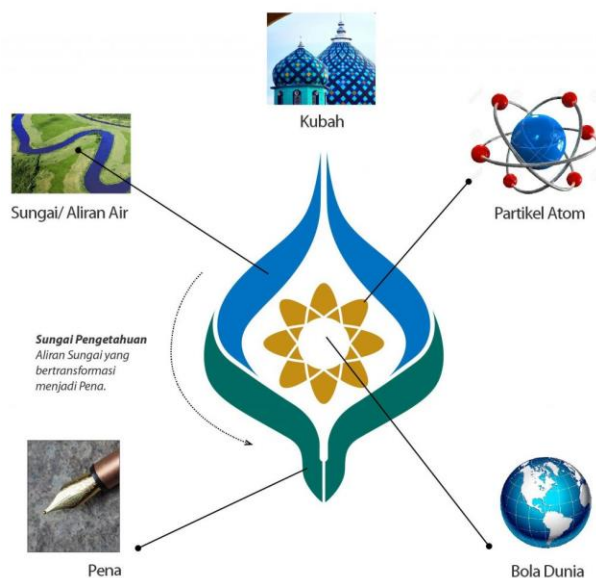 Kubah
Sungai/ Aliran Air
Partikel Atom
Sungai Pengetahuan
Aliran Sungai yang
bertransformasi
menjadi Pena.
Pena
Bola Dunia